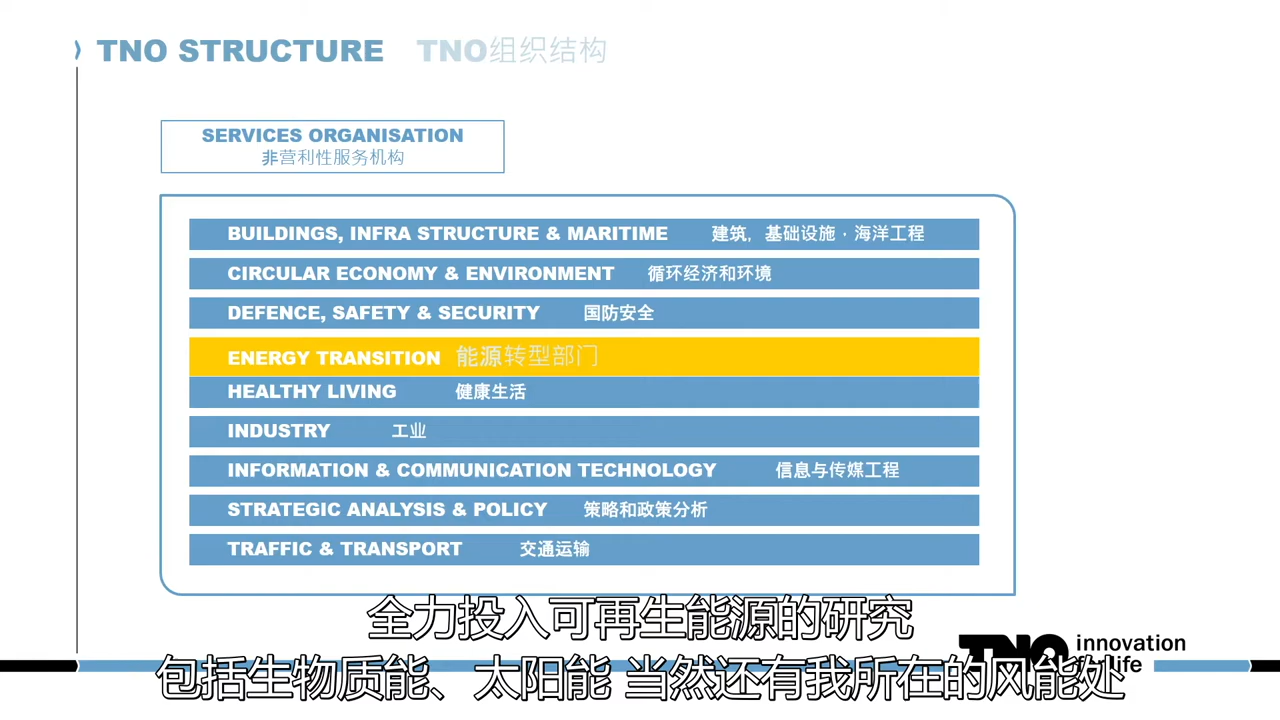 TNO STRUCTURE TNO组织结构
SERVICES ORGANISATION
非营利性服务机构
BUILDINGS, INFRA STRUCTURE & MARITIME 建筑，基础设施·海洋工程
CIRCULAR ECONOMY & ENVIRONMENT 循环经济和环境
DEFENCE, SAFETY & SECURITY 国防安全
ENERGY TRANSITION 能源转型部门
HEALTHY LIVING 健康生活
INDUSTRY 工业
INFORMATION & COMMUNICATION TECHNOLOGY 信息与传媒工程
STRATEGIC ANALYSIS & POLICY 策略和政策分析
TRAFFIC & TRANSPORT 交通运输
全力投入可再生能源的研究
包括生物质能、太阳能 当然还有我所在的风能处
TNO innovation
for life